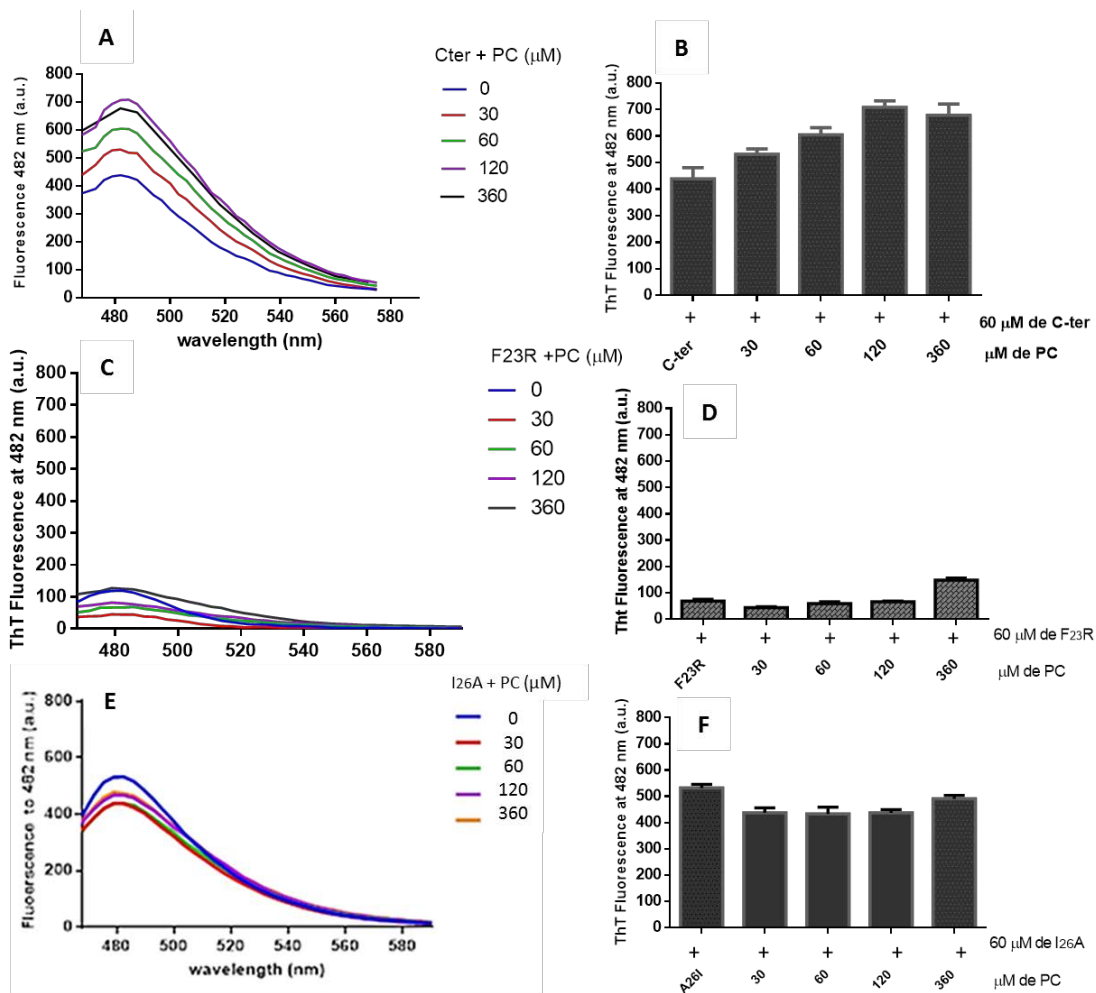 A
Cter + PC (µM)
0
30
60
120
360
Fluorescence 482 nm (a.u.)
800
700
600
500
400
300
200
100
0
480 500 520 540 560 580
wavelength (nm)
B
ThT Fluorescence at 482 nm (a.u.)
800
700
600
500
400
300
200
100
0
+ + + + + 60 µM de C-ter
C-ter 30 60 120 360 µM de PC
C
F23R +PC (µM)
0
30
60
120
360
ThT Fluorescence at 482 nm (a.u.)
800
700
600
500
400
300
200
100
0
480 500 520 540 560 580
wavelength (nm)
D
Tht Fluorescence at 482 nm (a.u.)
800
700
600
500
400
300
200
100
0
+ + + + + 60 µM de F23R
F23R 30 60 120 360 µM de PC
E
I26A + PC (µM)
0
30
60
120
360
Fluoerscence to 482 nm (a.u.)
800
600
400
200
0
480 500 520 540 560 580
wavelength (nm)
F
ThT Fluorescence at 482 nm (a.u.)
800
700
600
500
400
300
200
100
0
+ + + + + 60 µM de I26A
A26I 30 60 120 360 µM de PC